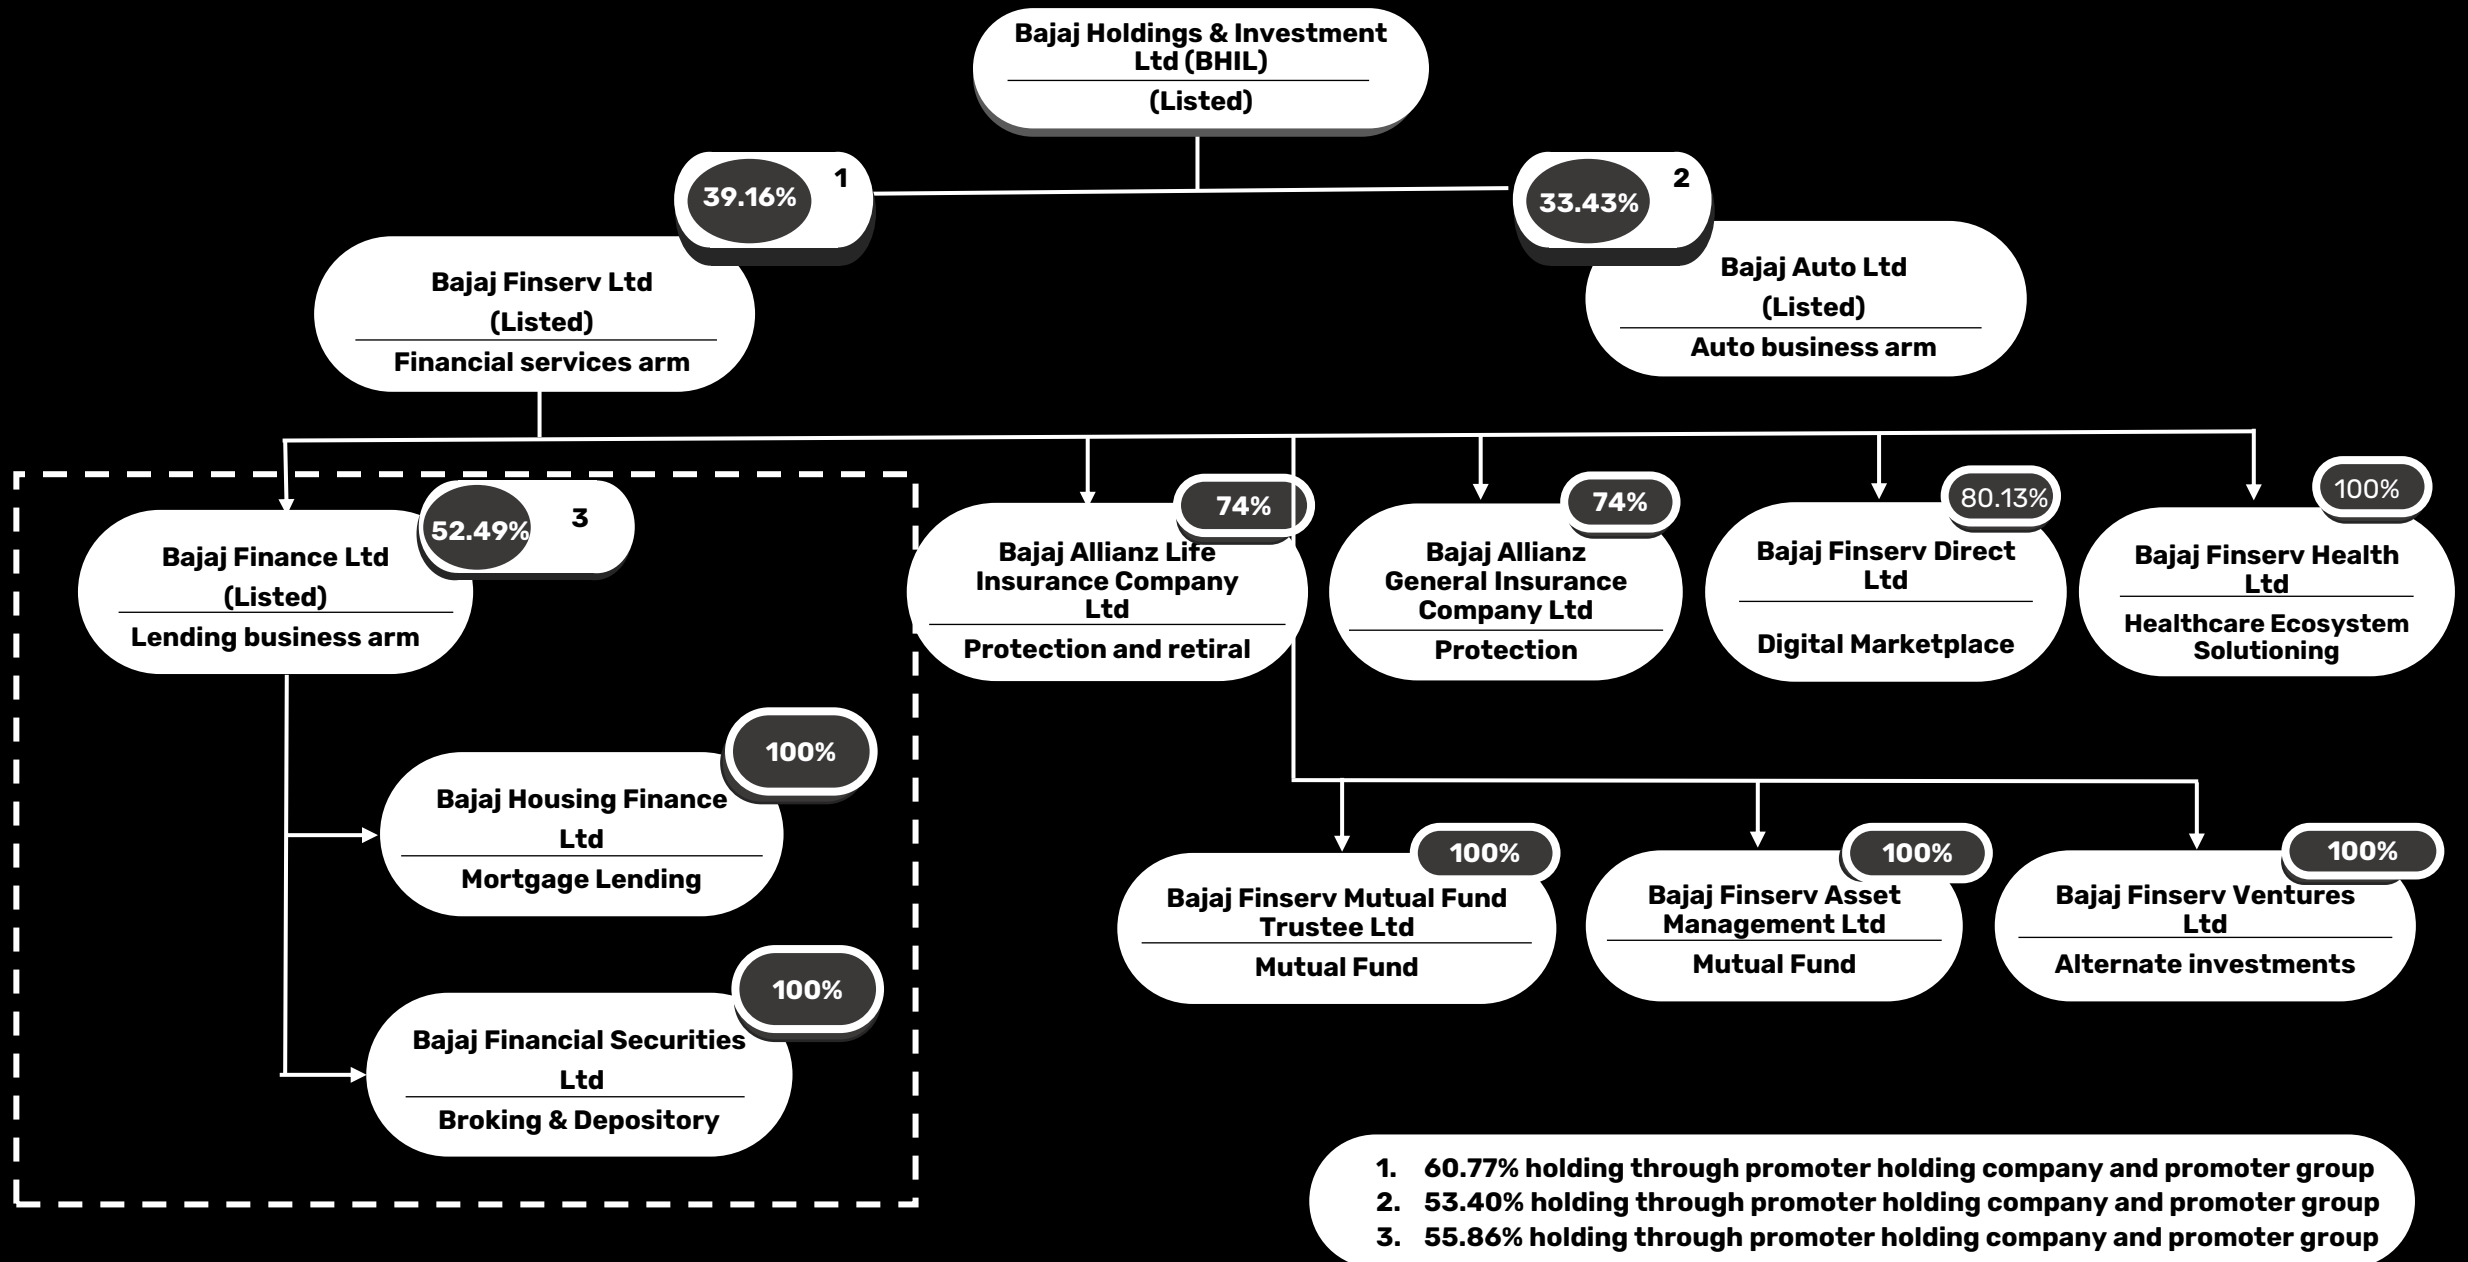 Bajaj Holdings & Investment
Ltd (BHIL)
(Listed)
39.16%
1
33.43%
2
Bajaj Finserv Ltd
(Listed)
Financial services arm
Bajaj Auto Ltd
(Listed)
Auto business arm
52.49%
3
Bajaj Finance Ltd
(Listed)
Lending business arm
74%
Bajaj Allianz Life
Insurance Company
Ltd
Protection and retiral
74%
Bajaj Allianz
General Insurance
Company Ltd
Protection
80.13%
Bajaj Finserv Direct
Ltd
Digital Marketplace
100%
Bajaj Finserv Health
Ltd
Healthcare Ecosystem
Solutioning
100%
Bajaj Housing Finance
Ltd
Mortgage Lending
100%
Bajaj Financial Securities
Ltd
Broking & Depository
100%
Bajaj Finserv Mutual Fund
Trustee Ltd
Mutual Fund
100%
Bajaj Finserv Asset
Management Ltd
Mutual Fund
100%
Bajaj Finserv Ventures
Ltd
Alternate investments
1. 60.77% holding through promoter holding company and promoter group
2. 53.40% holding through promoter holding company and promoter group
3. 55.86% holding through promoter holding company and promoter group